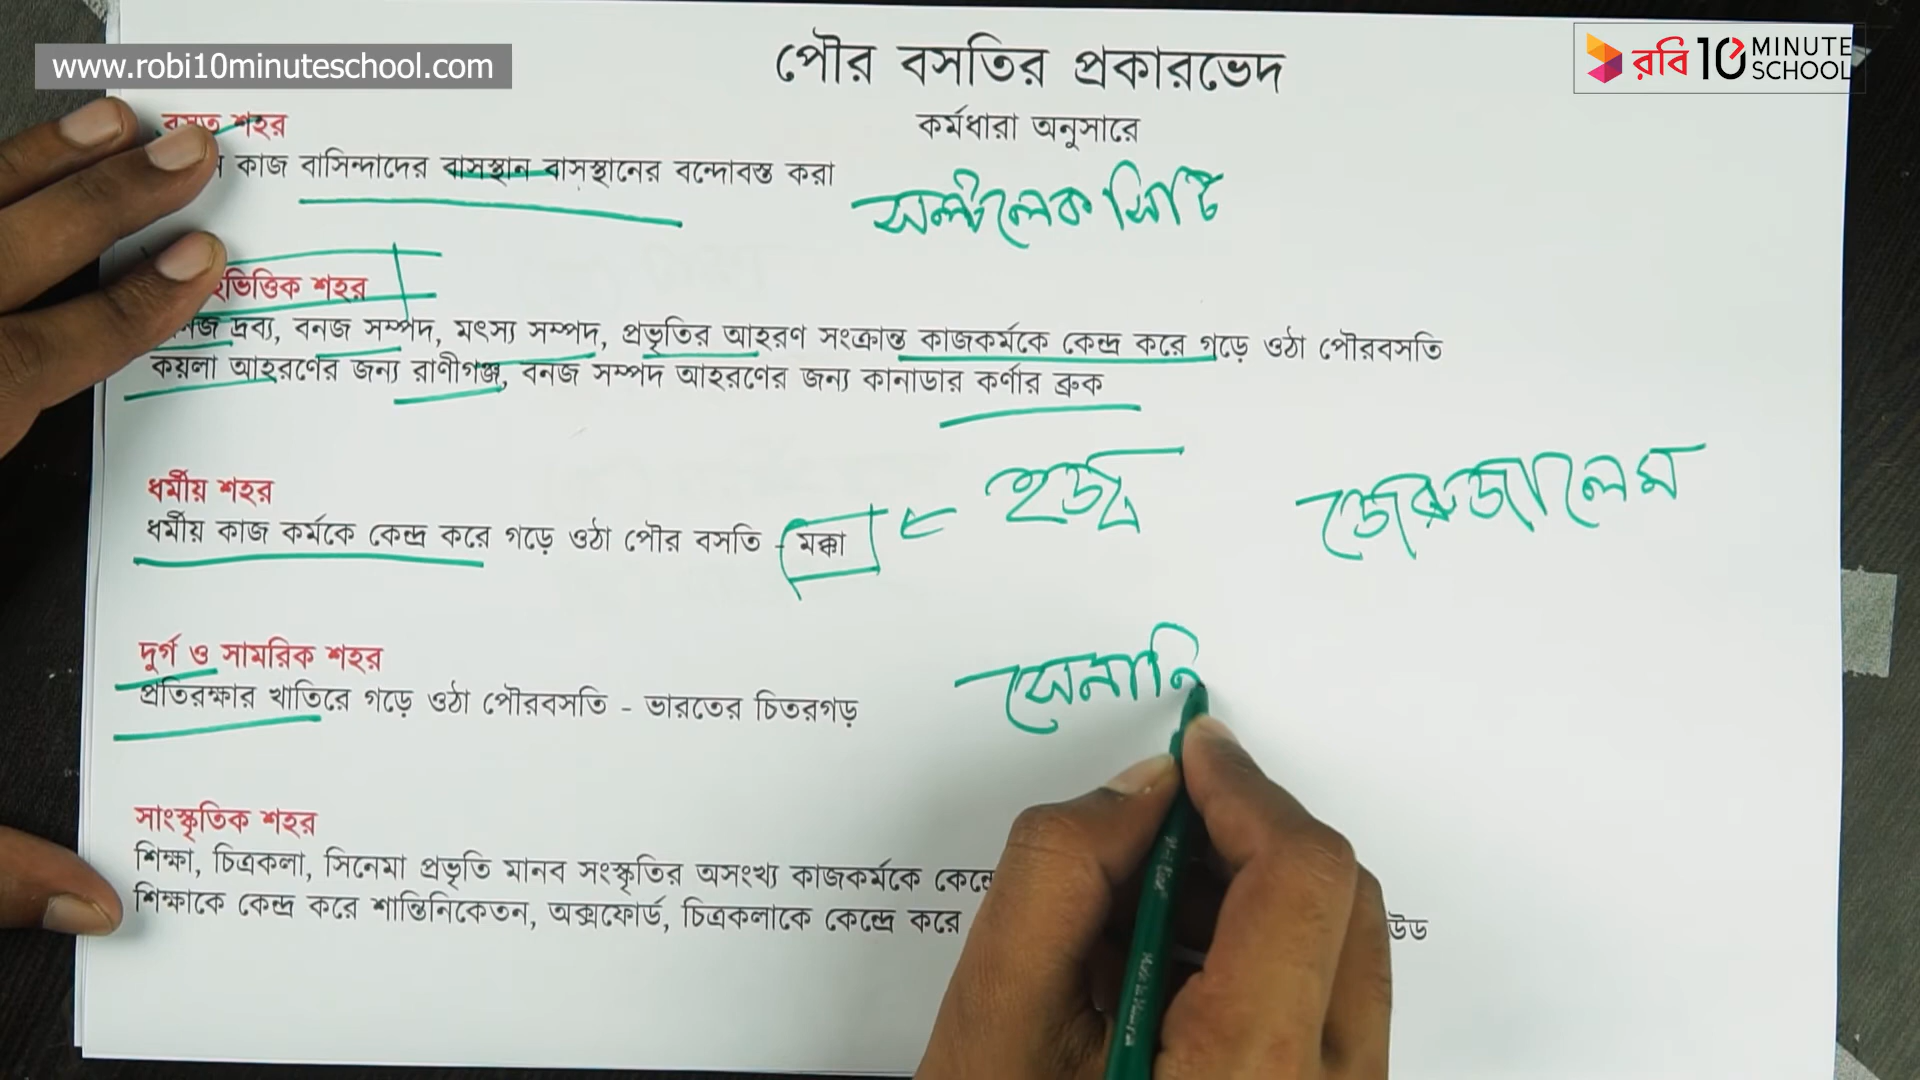 www.robi10minuteschool.com
রবি 10 MINUTE SCHOOL
পৌর বসতির প্রকারভেদ
কর্মধারা অনুসারে
শহর
কাজ বাসিন্দাদের বাসস্থান বাসস্থানের বন্দোবস্ত করা
সল্টলেক সিটি
ভিত্তিক শহর
দ্রব্য, বনজ সম্পদ, মৎস্য সম্পদ, প্রভৃতির আহরণ সংক্রান্ত কাজকর্মকে কেন্দ্র করে গড়ে ওঠা পৌরবসতি
কয়লা আহরণের জন্য রাণীগঞ্জ, বনজ সম্পদ আহরণের জন্য কানাডার কর্ণার ব্রুক
ধর্মীয় শহর
ধর্মীয় কাজ কর্মকে কেন্দ্র করে গড়ে ওঠা পৌর বসতি - মক্কা
হজ্ব
জেরুজালেম
দুর্গ ও সামরিক শহর
প্রতিরক্ষার খাতিরে গড়ে ওঠা পৌরবসতি - ভারতের চিতরগড়
সেনানি
সাংস্কৃতিক শহর
শিক্ষা, চিত্রকলা, সিনেমা প্রভৃতি মানব সংস্কৃতির অসংখ্য কাজকর্মকে
শিক্ষাকে কেন্দ্র করে শান্তিনিকেতন, অক্সফোর্ড, চিত্রকলাকে কেন্দ্রে করে উড